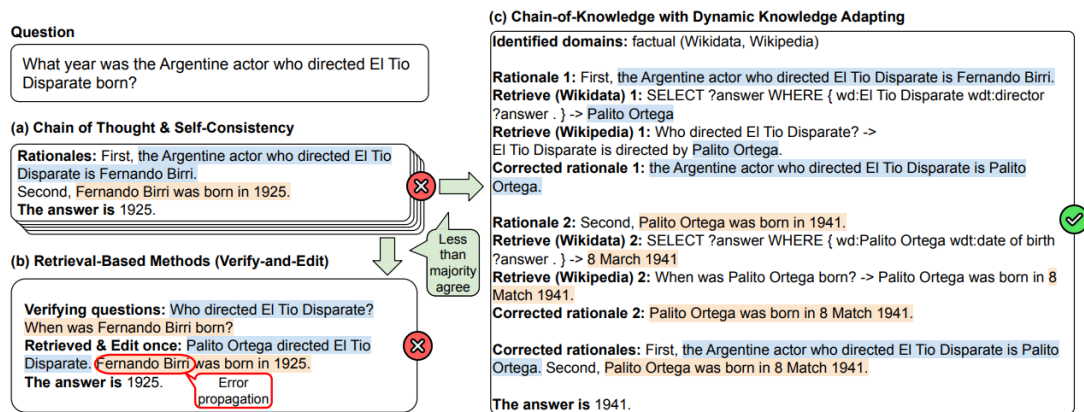 Question
What year was the Argentine actor who directed El Tio
Disparate born?
(a) Chain of Thought & Self-Consistency
Rationales: First, the Argentine actor who directed El Tio
Disparate is Fernando Birri.
Second, Fernando Birri was born in 1925.
The answer is 1925.
Less
than
majority
agree
(b) Retrieval-Based Methods (Verify-and-Edit)
Verifying questions: Who directed El Tio Disparate?
When was Fernando Birri born?
Retrieved & Edit once: Palito Ortega directed El Tio
Disparate. Fernando Birri was born in 1925.
The answer is 1925.
Error
propagation
(c) Chain-of-Knowledge with Dynamic Knowledge Adapting
Identified domains: factual (Wikidata, Wikipedia)
Rationale 1: First, the Argentine actor who directed El Tio Disparate is Fernando Birri.
Retrieve (Wikidata) 1: SELECT ?answer WHERE { wd:El Tio Disparate wdt:director
?answer . } -> Palito Ortega
Retrieve (Wikipedia) 1: Who directed El Tio Disparate? ->
El Tio Disparate is directed by Palito Ortega.
Corrected rationale 1: the Argentine actor who directed El Tio Disparate is Palito
Ortega.
Rationale 2: Second, Palito Ortega was born in 1941.
Retrieve (Wikidata) 2: SELECT ?answer WHERE { wd:Palito Ortega wdt:date of birth
?answer . } -> 8 March 1941
Retrieve (Wikipedia) 2: When was Palito Ortega born? -> Palito Ortega was born in 8
Match 1941.
Corrected rationale 2: Palito Ortega was born in 8 Match 1941.
Corrected rationales: First, the Argentine actor who directed El Tio Disparate is Palito
Ortega. Second, Palito Ortega was born in 8 Match 1941.
The answer is 1941.